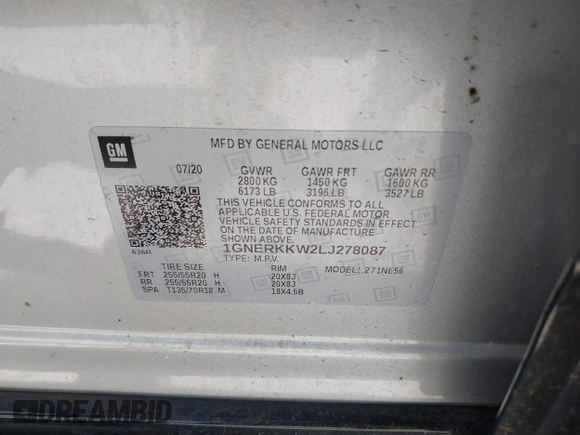 GM
MFD BY GENERAL MOTORS LLC
07/20 GVWR GAWR FRT GAWR RR
2800 KG 1450 KG 1600 KG
6173 LB 3196 LB 3527 LB
THIS VEHICLE CONFORMS TO ALL
APPLICABLE U.S. FEDERAL MOTOR
VEHICLE SAFETY STANDARDS IN
EFFECT ON THE DATE OF
MANUFACTURE
SHOWN ABOVE.
636R 1GNERKKW2LJ278087
TYPE: M.P.V.
TIRE SIZE RIM MODEL: 271NE56
FRT 255/55R20 H 20X8J
RR 255/55R20 H 20X8J
SPA T135/70R18 M 18X4.5B
DREAMBID